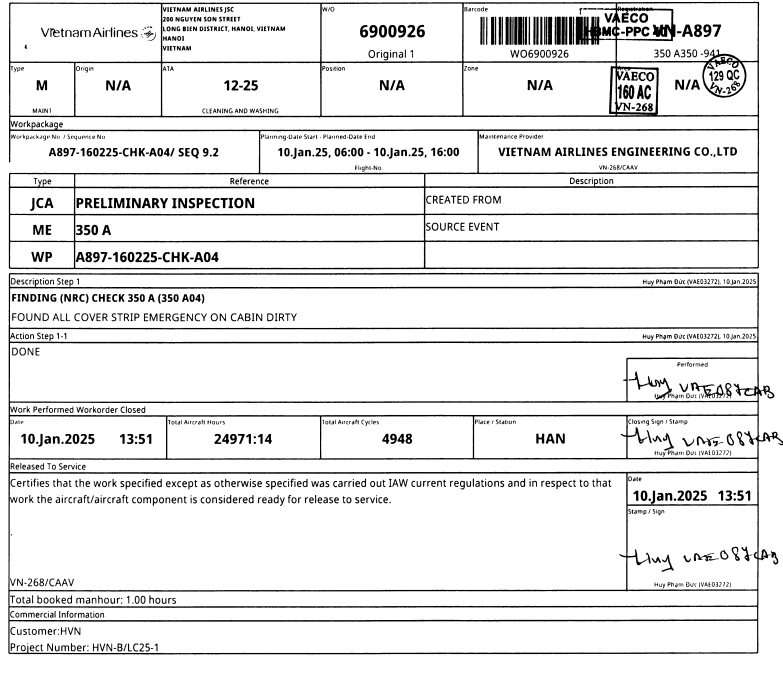 Vietnam Airlines
VIETNAM AIRLINES JSC
200 NGUYEN SON STREET
LONG BIEN DISTRICT, HANOI, VIETNAM
HANOI
VIETNAM
W/O
6900926
Original 1
Barcode
WO6900926
Registration
VN-A897
350 A350 -941
VAECO
HBMC-PPC
Type
M
MAINT
Origin
N/A
ATA
12-25
CLEANING AND WASHING
Position
N/A
Zone
N/A
N/A
VAECO
160 AC
VN-268
VAECO
129 QC
VN-268
Workpackage
Workpackage No. / Sequence No
A897-160225-CHK-A04/ SEQ 9.2
Planning-Date Start - Planned-Date End
10.Jan.25, 06:00 - 10.Jan.25, 16:00
Flight-No
Maintenance Provider
VIETNAM AIRLINES ENGINEERING CO.,LTD
VN-268/CAAV
Type Reference Description
JCA PRELIMINARY INSPECTION CREATED FROM
ME 350 A SOURCE EVENT
WP A897-160225-CHK-A04
Description Step 1 Huy Phạm Đức (VAE03272), 10.Jan.2025
FINDING (NRC) CHECK 350 A (350 A04)
FOUND ALL COVER STRIP EMERGENCY ON CABIN DIRTY
Action Step 1-1 Huy Phạm Đức (VAE03272), 10.Jan.2025
DONE
Performed
Huy VAE087CAB
Huy Phạm Đức (VAE03272)
Work Performed Workorder Closed
Date
10.Jan.2025 13:51
Total Aircraft Hours
24971:14
Total Aircraft Cycles
4948
Place / Station
HAN
Closing Sign / Stamp
Huy VAE 087CAB
Huy Phạm Đức (VAE03272)
Released To Service
Certifies that the work specified except as otherwise specified was carried out IAW current regulations and in respect to that
work the aircraft/aircraft component is considered ready for release to service.
Date
10.Jan.2025 13:51
Stamp / Sign
Huy VAE087CAB
Huy Phạm Đức (VAE03272)
VN-268/CAAV
Total booked manhour: 1.00 hours
Commercial Information
Customer:HVN
Project Number: HVN-B/LC25-1